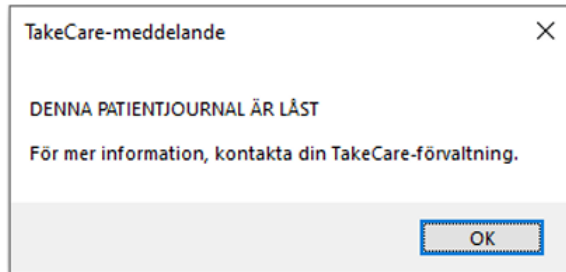 TakeCare-meddelande
DENNA PATIENTJOURNAL ÄR LÅST
För mer information, kontakta din TakeCare-förvaltning.
OK